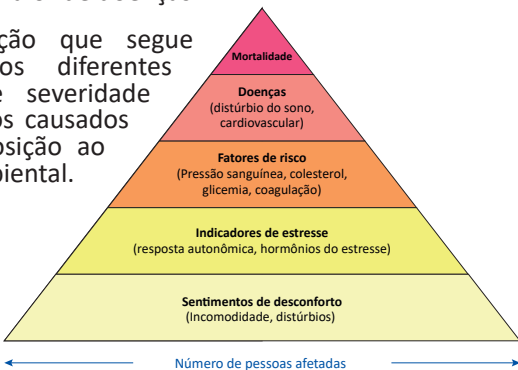 ção que segue
os diferentes
e severidade
os causados
osição ao
biental.
Mortalidade
Doenças
(distúrbio do sono,
cardiovascular)
Fatores de risco
(Pressão sanguínea, colesterol,
glicemia, coagulação)
Indicadores de estresse
(resposta autonômica, hormônios do estresse)
Sentimentos de desconforto
(Incomodidade, distúrbios)
Número de pessoas afetadas